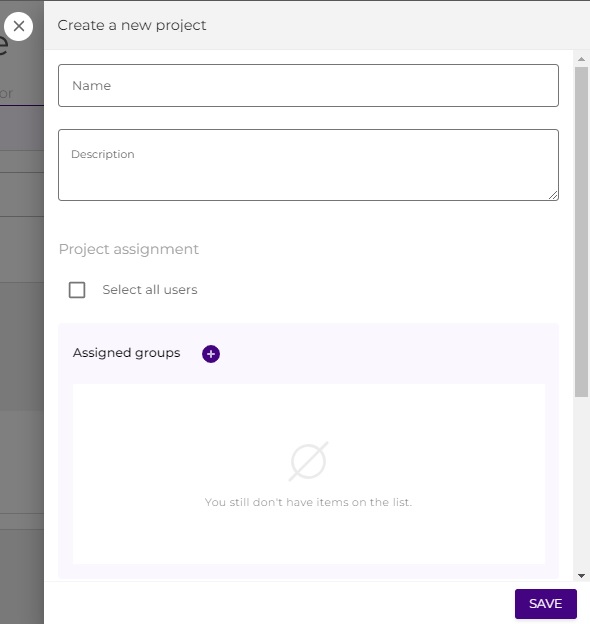 Create a new project
e
or
Name
Description
Project assignment
Select all users
Assigned groups
You still don't have items on the list.
SAVE